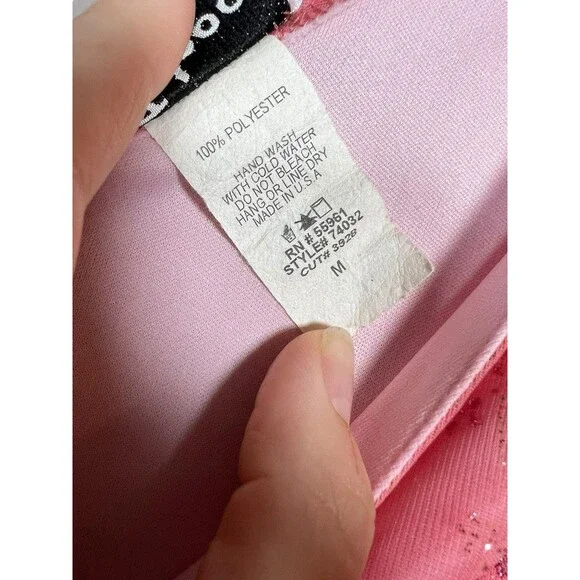 100% POLYESTER
HAND WASH
WITH COLD WATER
DO NOT BLEACH
HANG OR LINE DRY
MADE IN U.S.A
RN # 55961
STYLE# 74032
CUT# 3928
M